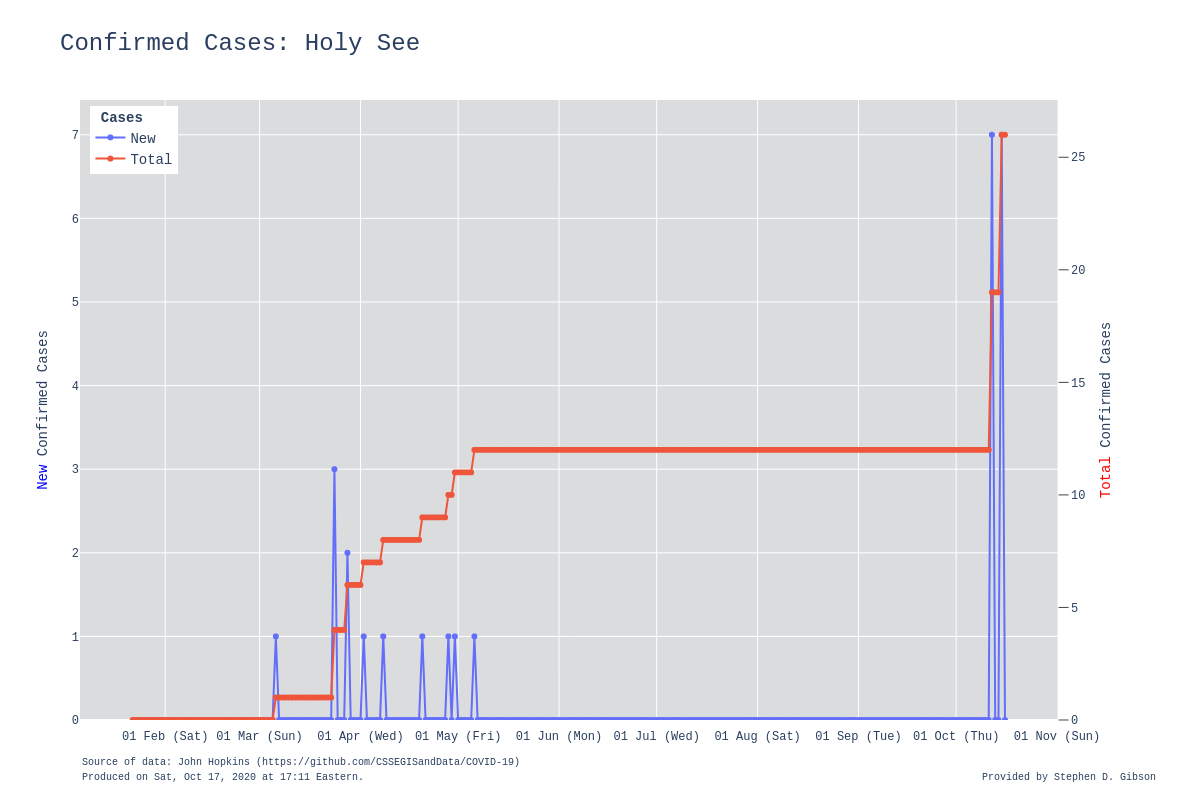 Confirmed Cases: Holy See
Cases
New
Total
7
6
5
4
3
2
1
0
25
20
15
10
5
0
New Confirmed Cases
Total Confirmed Cases
01 Feb (Sat) 01 Mar (Sun) 01 Apr (Wed) 01 May (Fri) 01 Jun (Mon) 01 Jul (Wed) 01 Aug (Sat) 01 Sep (Tue) 01 Oct (Thu) 01 Nov (Sun)
Source of data: John Hopkins (https://github.com/CSSEGISandData/COVID-19)
Produced on Sat, Oct 17, 2020 at 17:11 Eastern.
Provided by Stephen D. Gibson